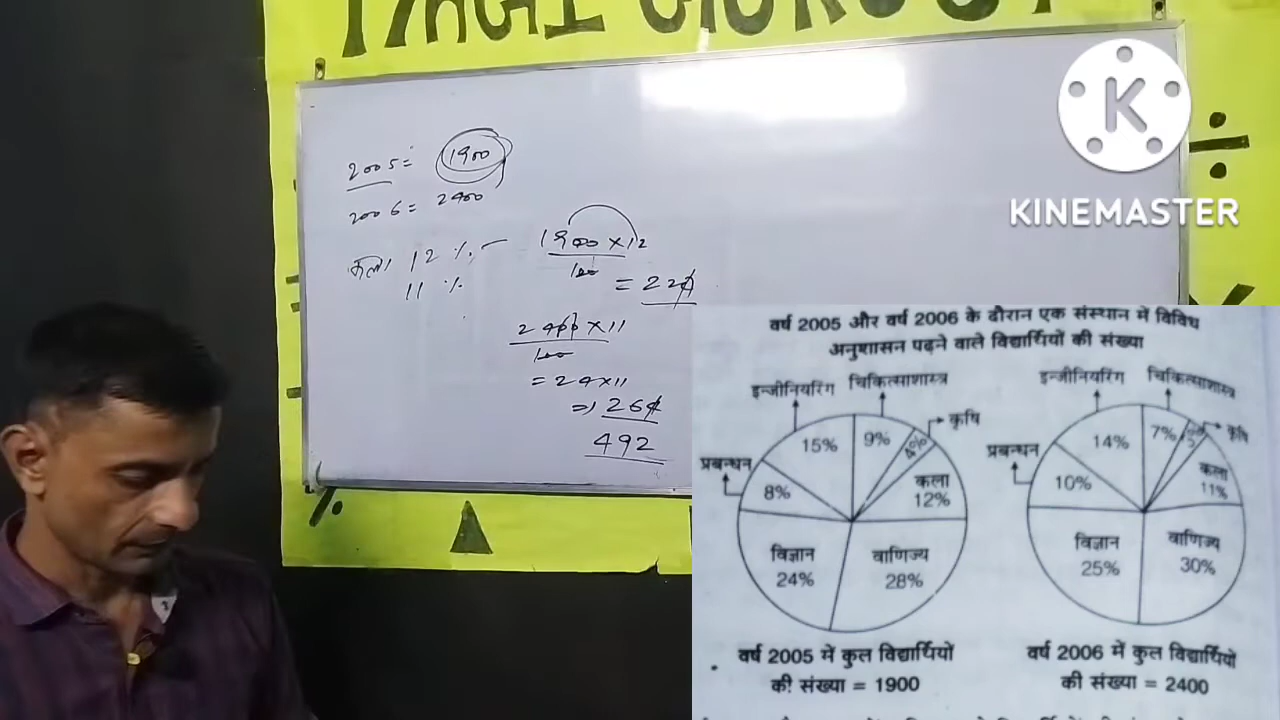 2005= 1900
2006= 2400
कला 12 %
11 %
1900 × 12
100
= 228
2400 × 11
100
= 24×11
=> 264
492
%
÷
KINEMASTER
वर्ष 2005 और वर्ष 2006 के दौरान एक संस्थान में विविध
अनुशासन पढ़ने वाले विद्यार्थियों की संख्या
इन्जीनियरिंग चिकित्साशास्त्र
कृषि
प्रबन्धन
15% 9% 4%
कला
12%
8%
विज्ञान
24%
वाणिज्य
28%
वर्ष 2005 में कुल विद्यार्थियों
की संख्या = 1900
इन्जीनियरिंग चिकित्साशास्त्र
कृषि
प्रबन्धन
14% 7%
कला
11%
10%
विज्ञान
25%
वाणिज्य
30%
वर्ष 2006 में कुल विद्यार्थियों
की संख्या = 2400